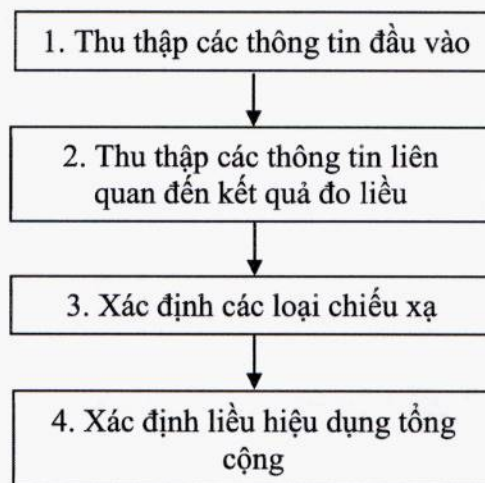 1. Thu thập các thông tin đầu vào
2. Thu thập các thông tin liên
quan đến kết quả đo liều
3. Xác định các loại chiếu xạ
4. Xác định liều hiệu dụng tổng
cộng